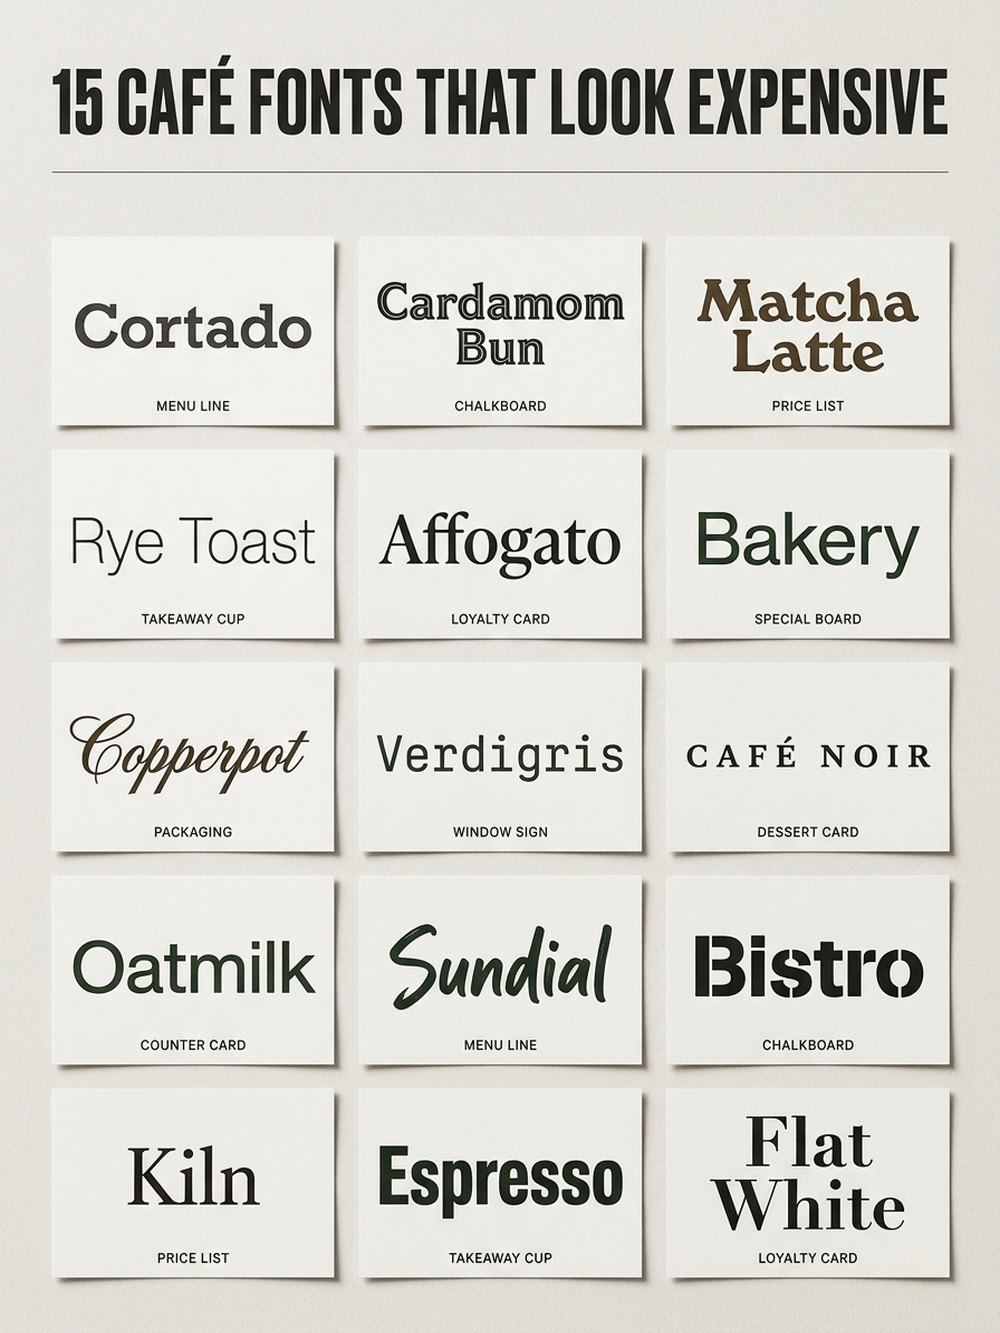 15 CAFÉ FONTS THAT LOOK EXPENSIVE
Cortado
MENU LINE
Cardamom
Bun
CHALKBOARD
Matcha
Latte
PRICE LIST
Rye Toast
TAKEAWAY CUP
Affogato
LOYALTY CARD
Bakery
SPECIAL BOARD
Copperpot
PACKAGING
Verdigris
WINDOW SIGN
CAFÉ NOIR
DESSERT CARD
Oatmilk
COUNTER CARD
Sundial
MENU LINE
Bistro
CHALKBOARD
Kiln
PRICE LIST
Espresso
TAKEAWAY CUP
Flat
White
LOYALTY CARD